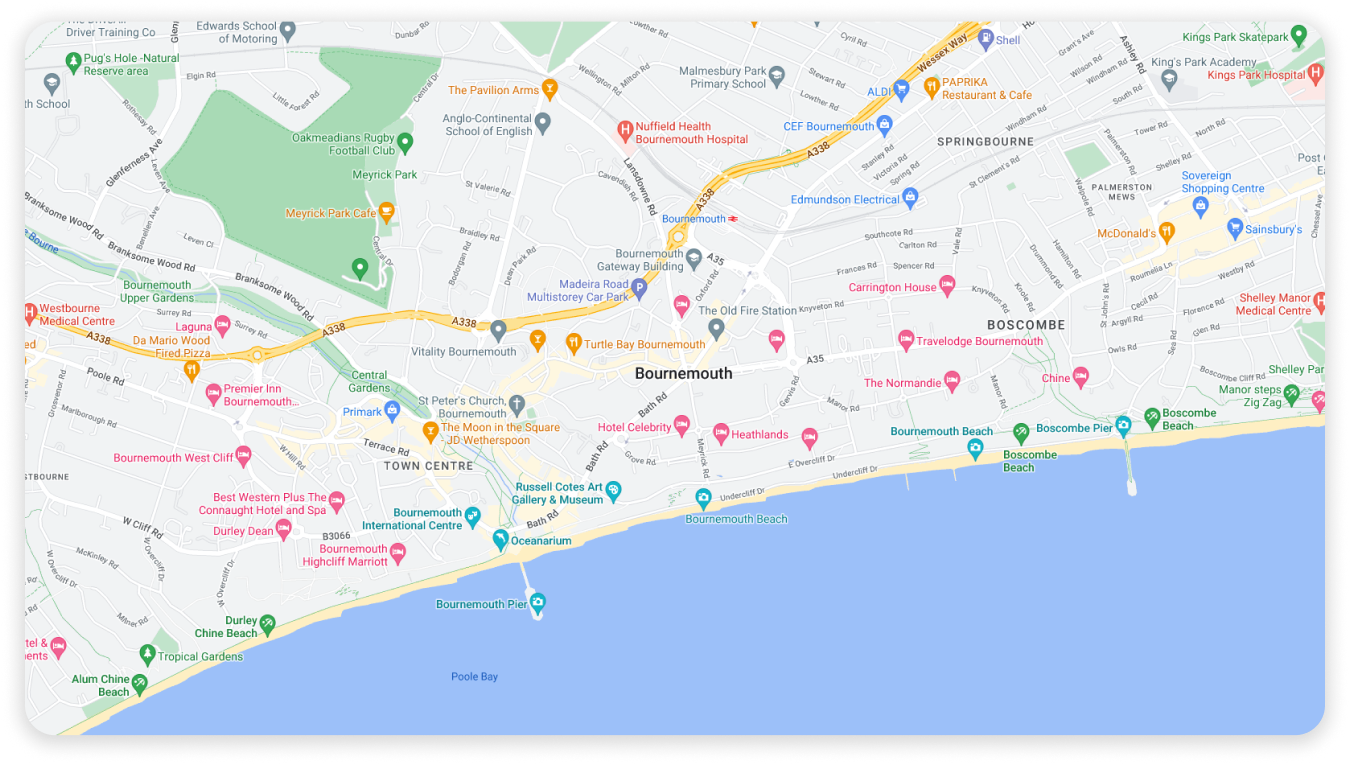 Driver Training Co
Edwards School
of Motoring
Dunbar Rd
Lowther Rd
Cyril Rd
Wessex Way
Shell
Grant's Ave
Ashley Rd
Kings Park Skatepark
Pug's Hole -Natural
Reserve area
Elgin Rd
Little Forest Rd
Central Dr
The Pavilion Arms
Wellington Rd
Milton Rd
Malmesbury Park
Primary School
Stewart Rd
ALDI
PAPRIKA
Restaurant & Cafe
Wilson Rd
Windham Rd
King's Park Academy
Kings Park Hospital
th School
Rothesay Rd
Lowther Rd
South Rd
Anglo-Continental
School of English
Nuffield Health
Bournemouth Hospital
CEF Bournemouth
Windham Rd
Tower Rd
North Rd
Oakmeadians Rugby
Football Club
A338
SPRINGBOURNE
Palmerston Rd
Glenferness Ave
Leven Ave
Meyrick Park
St Valerie Rd
Cavendish Rd
Lansdowne Rd
Stanley Rd
Victoria Rd
Spring Rd
St Clement's Rd
Shelley Rd
Walpole Rd
PALMERSTON
MEWS
Sovereign
Shopping Centre
Branksome Wood Rd
Benellen Ave
Meyrick Park Cafe
A338
Edmundson Electrical
Bournemouth
Chessel Ave
McDonald's
Sainsbury's
Leven Ct
Braidley Rd
Bodorgan Rd
Dean Park Rd
Southcote Rd
Carlton Rd
Vale Rd
Hamilton Rd
Drummond Rd
Branksome Wood Rd
Central Dr
Bournemouth
Gateway Building
A35
Oxford Rd
Frances Rd
Spencer Rd
Roumelia Ln
Westby Rd
Branksome Wood Rd
Bournemouth
Upper Gardens
Madeira Road
Multistorey Car Park
Carrington House
Knyveton Rd
Knole Rd
St John's Rd
Cecil Rd
Florence Rd
Shelley Manor
Medical Centre
Westbourne
Medical Centre
Surrey Rd
Laguna
Surrey Rd
A338
A338
The Old Fire Station
Knyveton Rd
BOSCOMBE
Argyll Rd
Glen Rd
A338
Da Mario Wood
Fired Pizza
Vitality Bournemouth
Turtle Bay Bournemouth
Travelodge Bournemouth
A35
Owls Rd
Sea Rd
Poole Rd
Grosvenor Rd
Central
Gardens
Bournemouth
The Normandie
Chine
Boscombe Cliff Rd
Shelley Par
Premier Inn
Bournemouth...
Marlborough Rd
Primark
St Peter's Church,
Bournemouth
Bath Rd
Gervis Rd
Manor Rd
Manor Rd
Manor steps
Zig Zag
The Moon in the Square
- JD Wetherspoon
Hotel Celebrity
Heathlands
Bournemouth Beach
Boscombe Pier
Boscombe
Beach
Terrace Rd
W Hill Rd
Bournemouth West Cliff
TOWN CENTRE
Bath Rd
Grove Rd
Meyrick Rd
E Overcliff Dr
Undercliff Dr
Boscombe
Beach
STBOURNE
Best Western Plus The
Connaught Hotel and Spa
Russell Cotes Art
Gallery & Museum
Undercliff Dr
W Cliff Rd
Durley Dean
Bournemouth
International Centre
Bath Rd
Bournemouth Beach
B3066
Oceanarium
McKinley Rd
W Overcliff Dr
W Overcliff Dr
W Overcliff Dr
Bournemouth
Highcliff Marriott
Milner Rd
Bournemouth Pier
Durley
Chine Beach
tel &
ents
Tropical Gardens
Alum Chine
Beach
Poole Bay